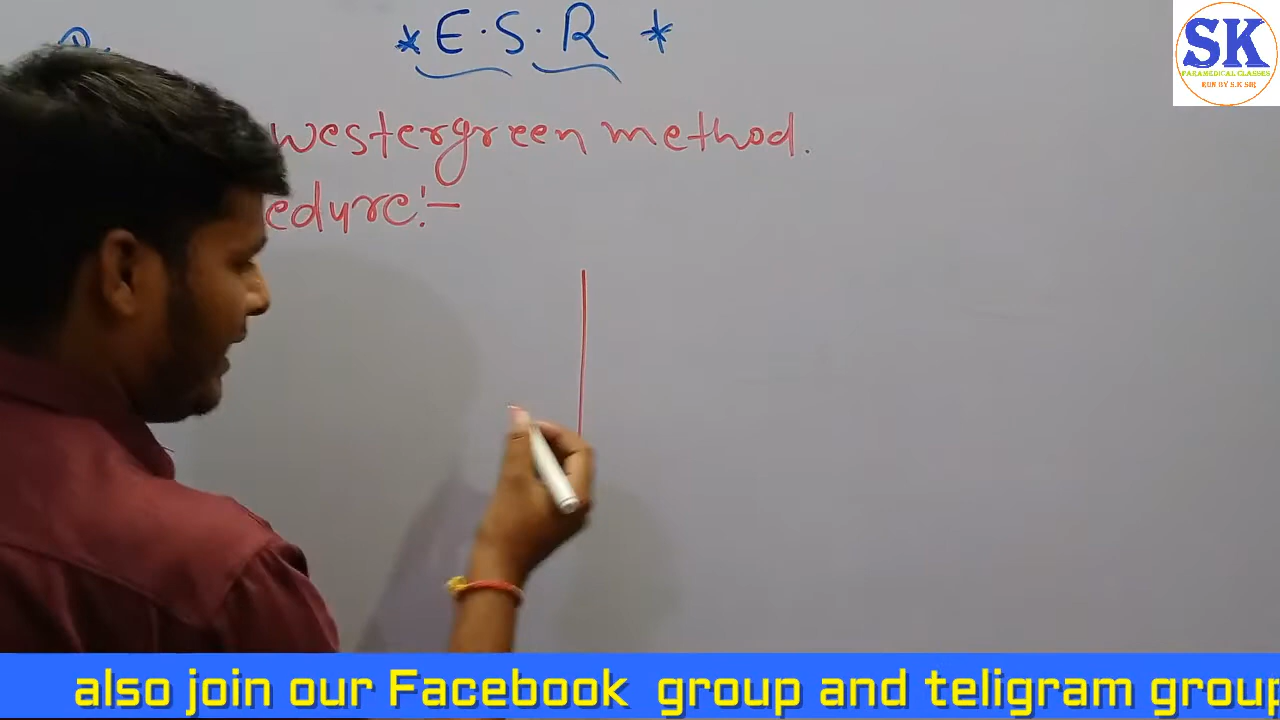 * E.S.R *
SK
PARAMEDICAL CLASSES
RUN BY S.K SIR
westergreen method.
edure:-
also join our Facebook group and teligram group